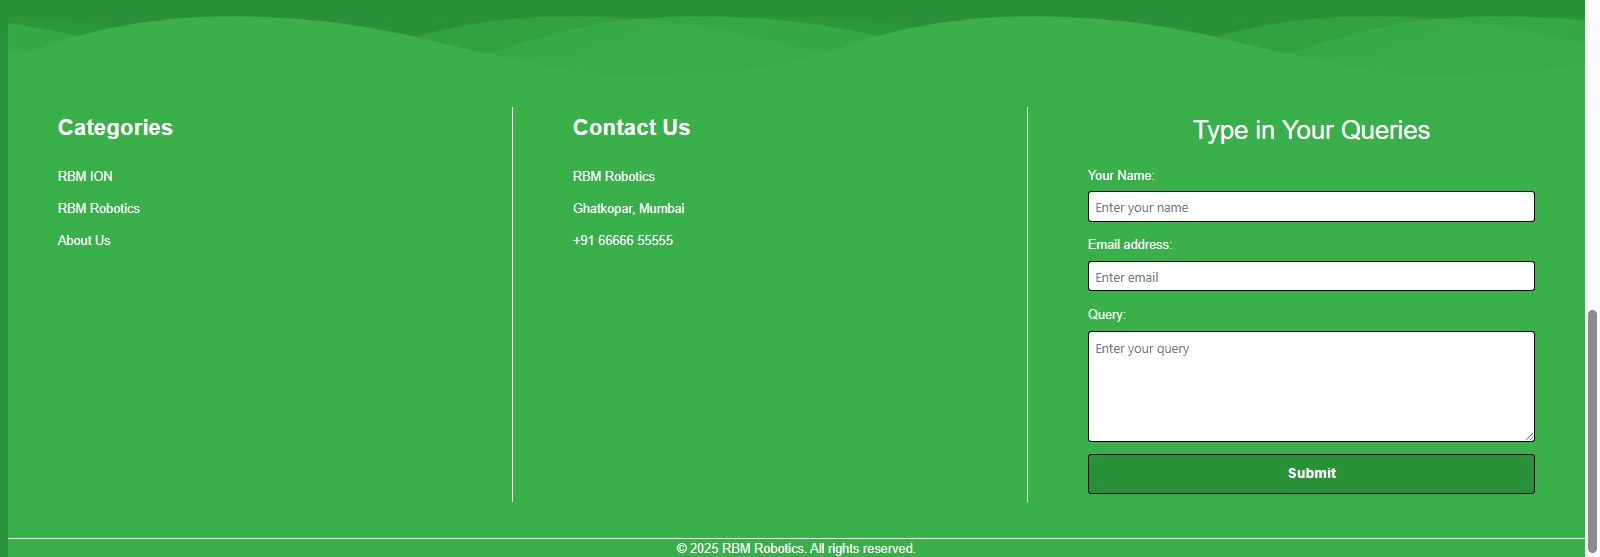 Categories
RBM ION
RBM Robotics
About Us
Contact Us
RBM Robotics
Ghatkopar, Mumbai
+91 66666 55555
Type in Your Queries
Your Name:
Enter your name
Email address:
Enter email
Query:
Enter your query
Submit
© 2025 RBM Robotics. All rights reserved.